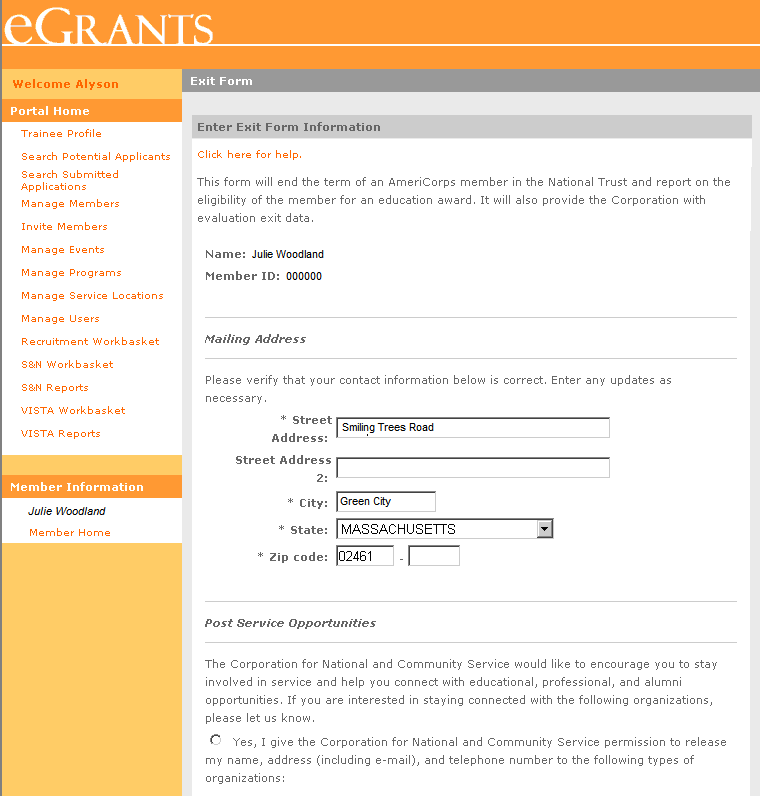 eGRANTS
Welcome Alyson
Portal Home
Trainee Profile
Search Potential Applicants
Search Submitted
Applications
Manage Members
Invite Members
Manage Events
Manage Programs
Manage Service Locations
Manage Users
Recruitment Workbasket
S&N Workbasket
S&N Reports
VISTA Workbasket
VISTA Reports
Member Information
Julie Woodland
Member Home
Exit Form
Enter Exit Form Information
Click here for help.
This form will end the term of an AmeriCorps member in the National Trust and report on the
eligibility of the member for an education award. It will also provide the Corporation with
evaluation exit data.
Name: Julie Woodland
Member ID: 000000
Mailing Address
Please verify that your contact information below is correct. Enter any updates as
necessary.
* Street
Address: Smiling Trees Road
Street Address
2:
* City: Green City
* State: MASSACHUSETTS
* Zip code: 02461 -
Post Service Opportunities
The Corporation for National and Community Service would like to encourage you to stay
involved in service and help you connect with educational, professional, and alumni
opportunities. If you are interested in staying connected with the following organizations,
please let us know.
Yes, I give the Corporation for National and Community Service permission to release
my name, address (including e-mail), and telephone number to the following types of
organizations: